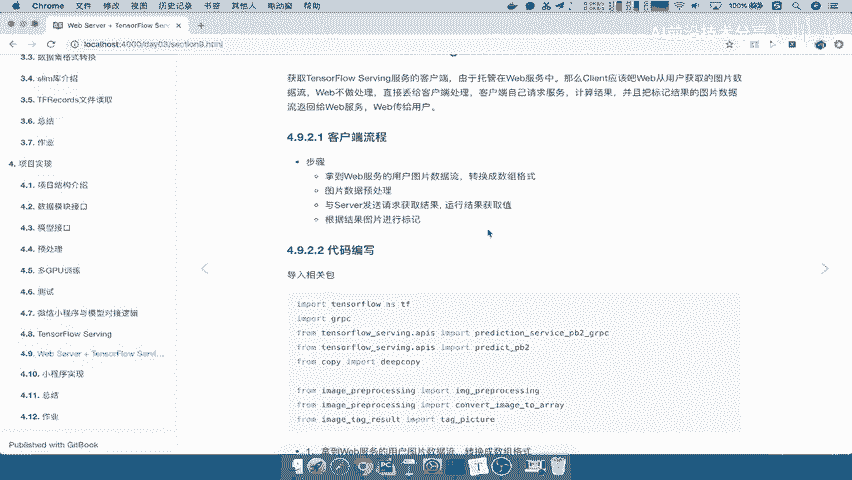 Chrome 文件 修改 视图 历史记录 书签 其他人 帮助
100%
Web Server + TensorFlow Serv
localhost:4000/day03/section9.html
3.3. 数据集格式转换
3.4. slim库介绍
3.5. TFRecords文件读取
3.6. 总结
3.7. 作业
4. 项目实现
4.1. 项目结构介绍
4.2. 数据模块接口
4.3. 模型接口
4.4. 预处理
4.5. 多GPU训练
4.6. 测试
4.7. 微信小程序与模型对接逻辑
4.8. TensorFlow Serving
4.9. Web Server + TensorFlow Servi...
4.10. 小程序实现
4.11. 总结
4.12. 作业
Published with GitBook
获取TensorFlow Serving服务的客户端，由于托管在Web服务中。那么Client应该吧Web从用户获取的图片数
据流，Web不做处理，直接丢给客户端处理，客户端自己请求服务，计算结果，并且把标记结果的图片数据
流返回给Web服务，Web传给用户。
4.9.2.1 客户端流程
• 步骤
拿到Web服务的用户图片数据流，转换成数组格式
图片数据预处理
与Server发送请求获取结果, 运行结果获取值
根据结果图片进行标记
4.9.2.2 代码编写
导入相关包
import tensorflow as tf
import grpc
from tensorflow_serving.apis import prediction_service_pb2_grpc
from tensorflow_serving.apis import predict_pb2
from copy import deepcopy
from image_preprocessing import img_preprocessing
from image_preprocessing import convert_image_to_array
from image_tag_result import tag_picture
• 1、拿到Web服务的用户图片数据流，转换成数组格式